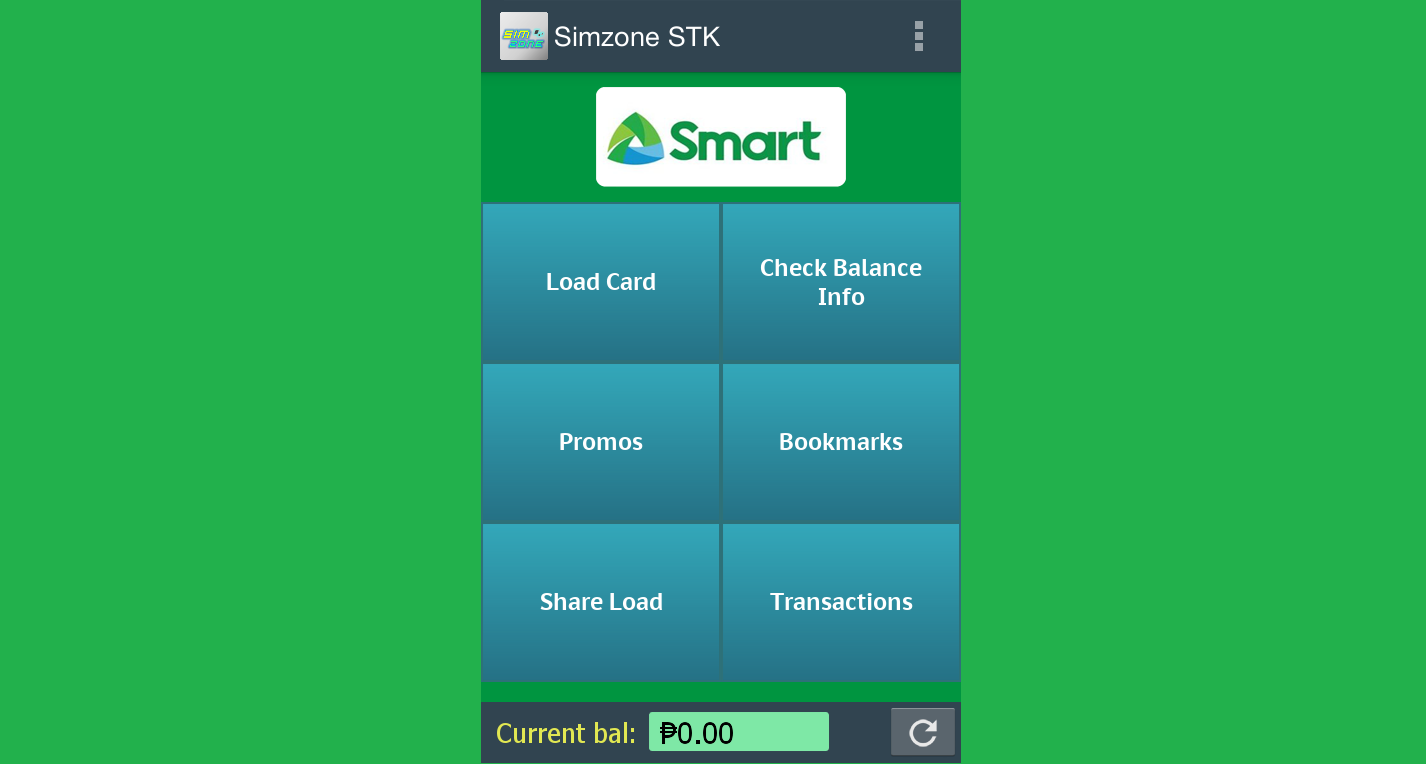 SIM
ZONE
Simzone STK
Smart
Load Card
Check Balance
Info
Promos
Bookmarks
Share Load
Transactions
Current bal:
₱0.00